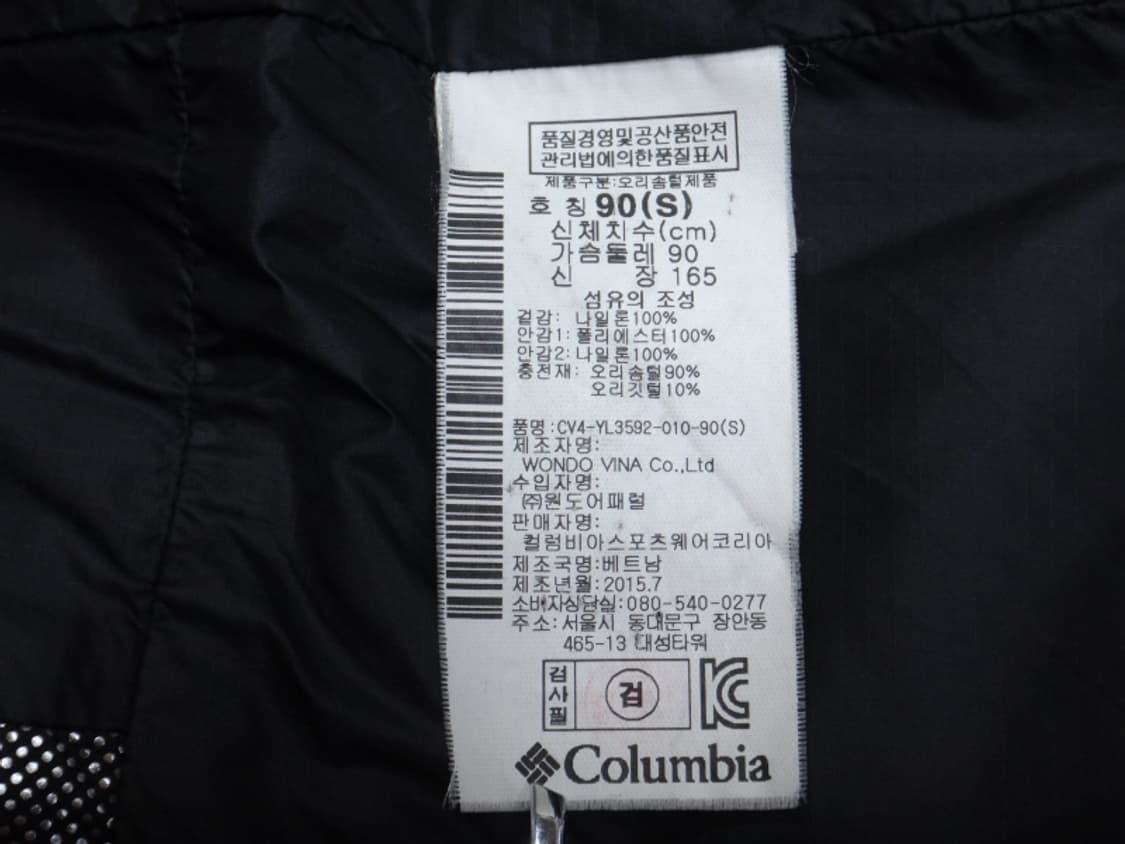 품질경영및공산품안전
관리법에의한품질표시
제품구분:오리솜털제품
호 칭 90(S)
신체치수(cm)
가슴둘레 90
신 장 165
섬유의 조성
겉감: 나일론100%
안감1: 폴리에스터100%
안감2: 나일론100%
충전재: 오리솜털90%
오리깃털10%
품명:CV4-YL3592-010-90(S)
제조자명:
WONDO VINA Co.,Ltd
수입자명:
㈜원도어패럴
판매자명:
컬럼비아스포츠웨어코리아
제조국명:베트남
제조년월:2015.7
소비자상담실:080-540-0277
주소:서울시 동대문구 장안동
465-13 대성타워
검사필 검
Columbia